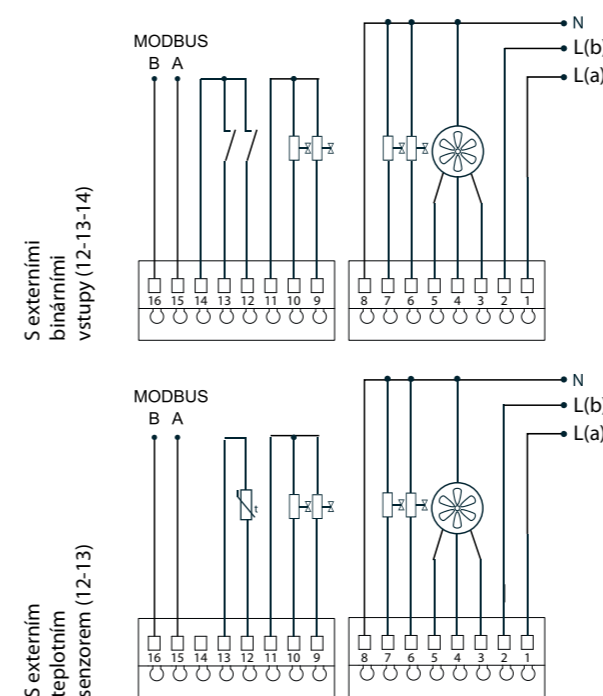 MODBUS
B A
N
L(b)
L(a)
S externími
binárními
vstupy (12-13-14)
16 15 14 13 12 11 10 9
8 7 6 5 4 3 2 1
MODBUS
B A
N
L(b)
L(a)
t
S externím
teplotním
senzorem (12-13)
16 15 14 13 12 11 10 9
8 7 6 5 4 3 2 1